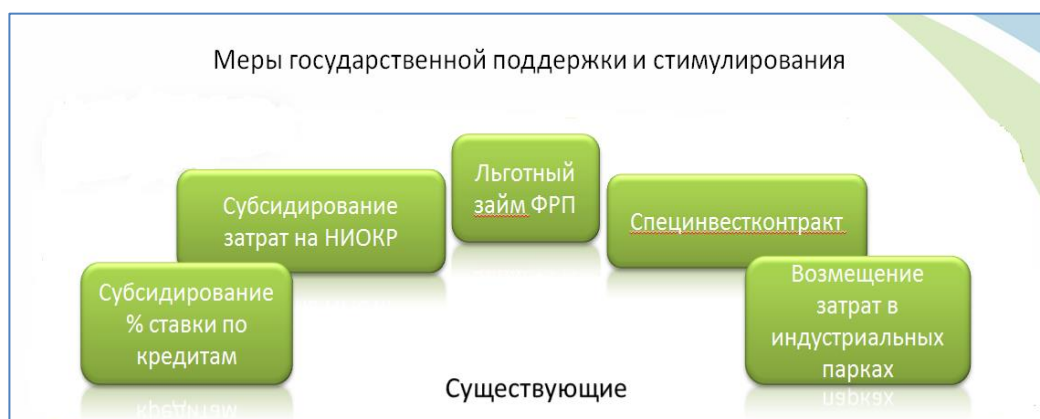 Меры государственной поддержки и стимулирования
Субсидирование
% ставки по
кредитам
Субсидирование
затрат на НИОКР
Льготный
займ ФРП
Специнвестконтракт
Возмещение
затрат в
индустриальных
парках
Существующие